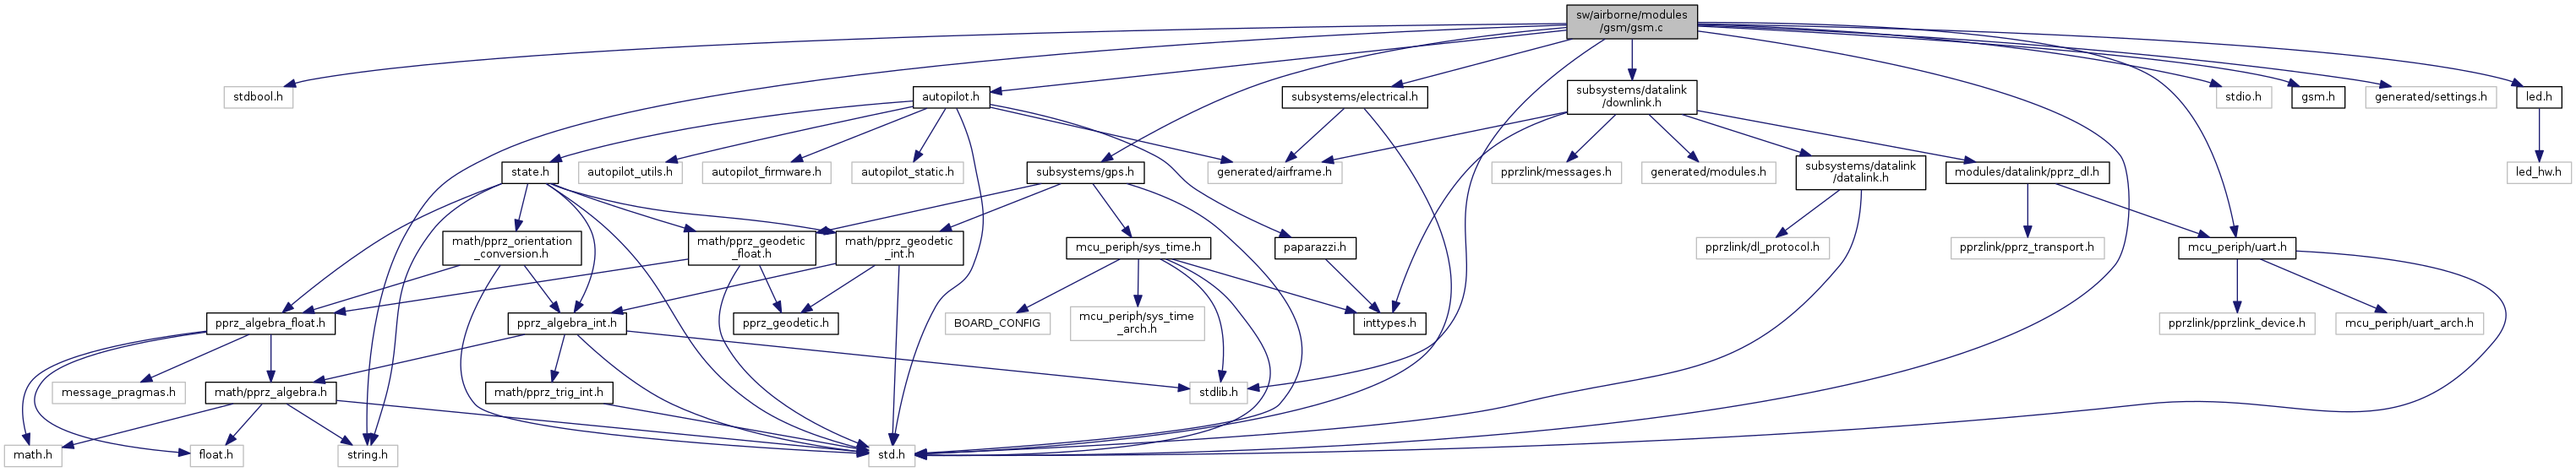 sw/airborne/modules
/gsm/gsm.c
stdbool.h
autopilot.h
subsystems/electrical.h
subsystems/datalink
/downlink.h
stdio.h
gsm.h
generated/settings.h
led.h
state.h
autopilot_utils.h
autopilot_firmware.h
autopilot_static.h
subsystems/gps.h
generated/airframe.h
pprzlink/messages.h
generated/modules.h
subsystems/datalink
/datalink.h
modules/datalink/pprz_dl.h
led_hw.h
math/pprz_orientation
_conversion.h
math/pprz_geodetic
_float.h
math/pprz_geodetic
_int.h
mcu_periph/sys_time.h
paparazzi.h
pprzlink/dl_protocol.h
pprzlink/pprz_transport.h
mcu_periph/uart.h
pprz_algebra_float.h
pprz_algebra_int.h
pprz_geodetic.h
BOARD_CONFIG
mcu_periph/sys_time
_arch.h
inttypes.h
pprzlink/pprzlink_device.h
mcu_periph/uart_arch.h
message_pragmas.h
math/pprz_algebra.h
math/pprz_trig_int.h
stdlib.h
math.h
float.h
string.h
std.h